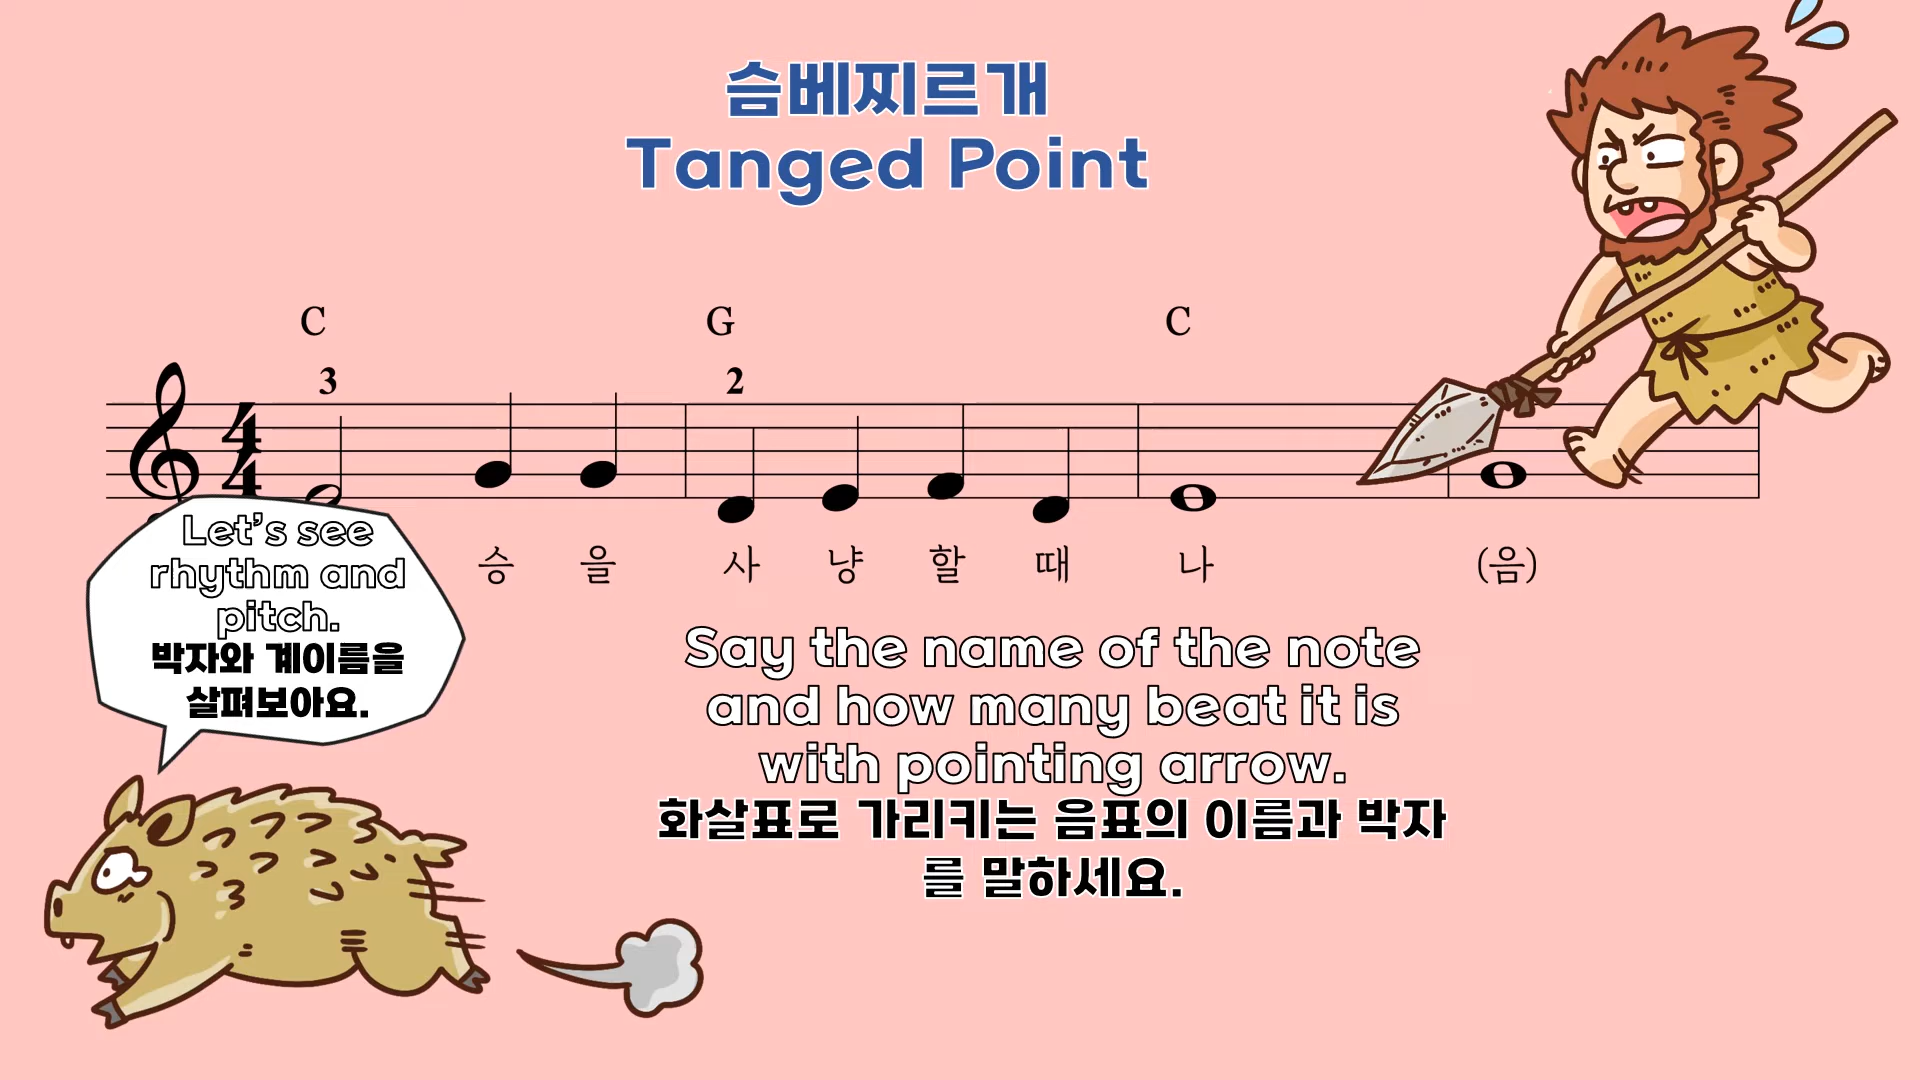 슴베찌르개
Tanged Point
C G C
3 2
4
4
승 을 사 냥 할 때 나 (음)
Let's see
rhythm and
pitch.
박자와 계이름을
살펴보아요.
Say the name of the note
and how many beat it is
with pointing arrow.
화살표로 가리키는 음표의 이름과 박자
를 말하세요.